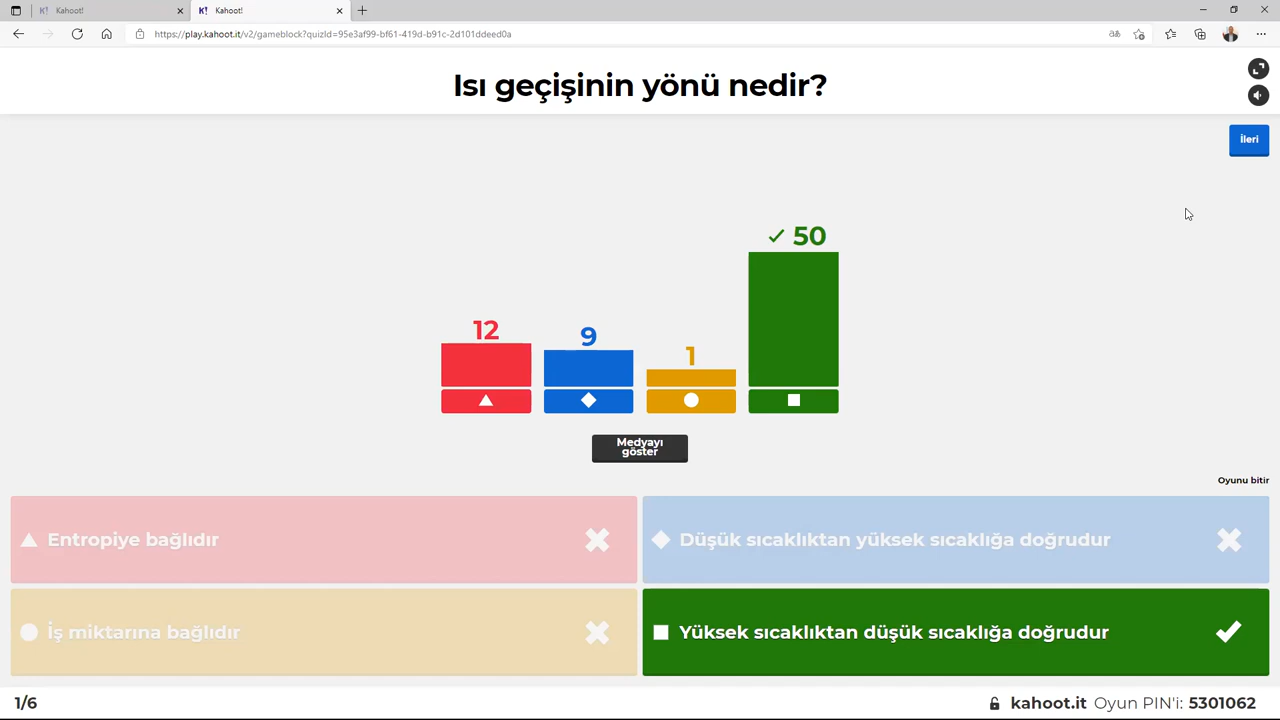 Kahoot!
Kahoot!
https://play.kahoot.it/v2/gameblock?quizId=95e3af99-bf61-419d-b91c-2d101ddeed0a
Isı geçişinin yönü nedir?
İleri
50
12
9
1
Medyayı
göster
Oyunu bitir
Entropiye bağlıdır
Düşük sıcaklıktan yüksek sıcaklığa doğrudur
İş miktarına bağlıdır
Yüksek sıcaklıktan düşük sıcaklığa doğrudur
1/6
kahoot.it Oyun PIN'i: 5301062